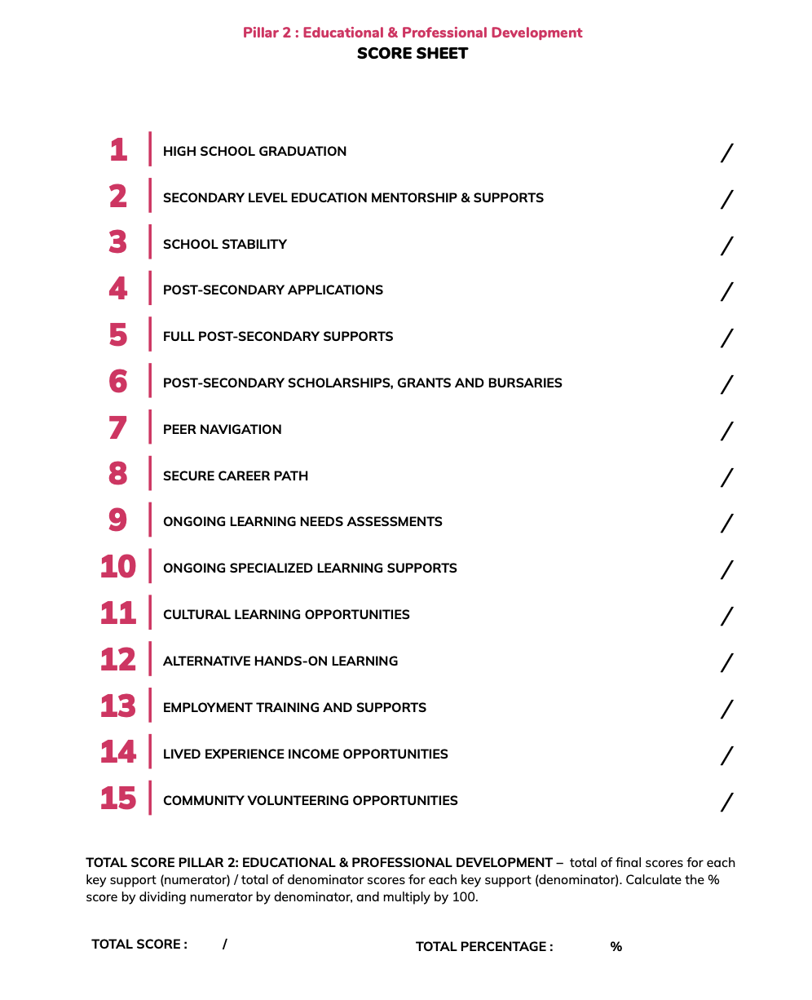 Pillar 2 : Educational & Professional Development
SCORE SHEET
1 HIGH SCHOOL GRADUATION /
2 SECONDARY LEVEL EDUCATION MENTORSHIP & SUPPORTS /
3 SCHOOL STABILITY /
4 POST-SECONDARY APPLICATIONS /
5 FULL POST-SECONDARY SUPPORTS /
6 POST-SECONDARY SCHOLARSHIPS, GRANTS AND BURSARIES /
7 PEER NAVIGATION /
8 SECURE CAREER PATH /
9 ONGOING LEARNING NEEDS ASSESSMENTS /
10 ONGOING SPECIALIZED LEARNING SUPPORTS /
11 CULTURAL LEARNING OPPORTUNITIES /
12 ALTERNATIVE HANDS-ON LEARNING /
13 EMPLOYMENT TRAINING AND SUPPORTS /
14 LIVED EXPERIENCE INCOME OPPORTUNITIES /
15 COMMUNITY VOLUNTEERING OPPORTUNITIES /
TOTAL SCORE PILLAR 2: EDUCATIONAL & PROFESSIONAL DEVELOPMENT – total of final scores for each
key support (numerator) / total of denominator scores for each key support (denominator). Calculate the %
score by dividing numerator by denominator, and multiply by 100.
TOTAL SCORE : / TOTAL PERCENTAGE : %